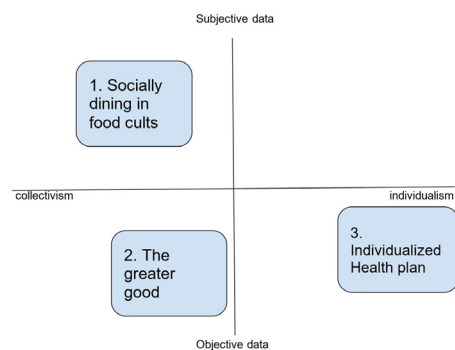 Subjective data
1. Socially
dining in
food cults
collectivism
individualism
2. The
greater
good
3.
Individualized
Health plan
Objective data